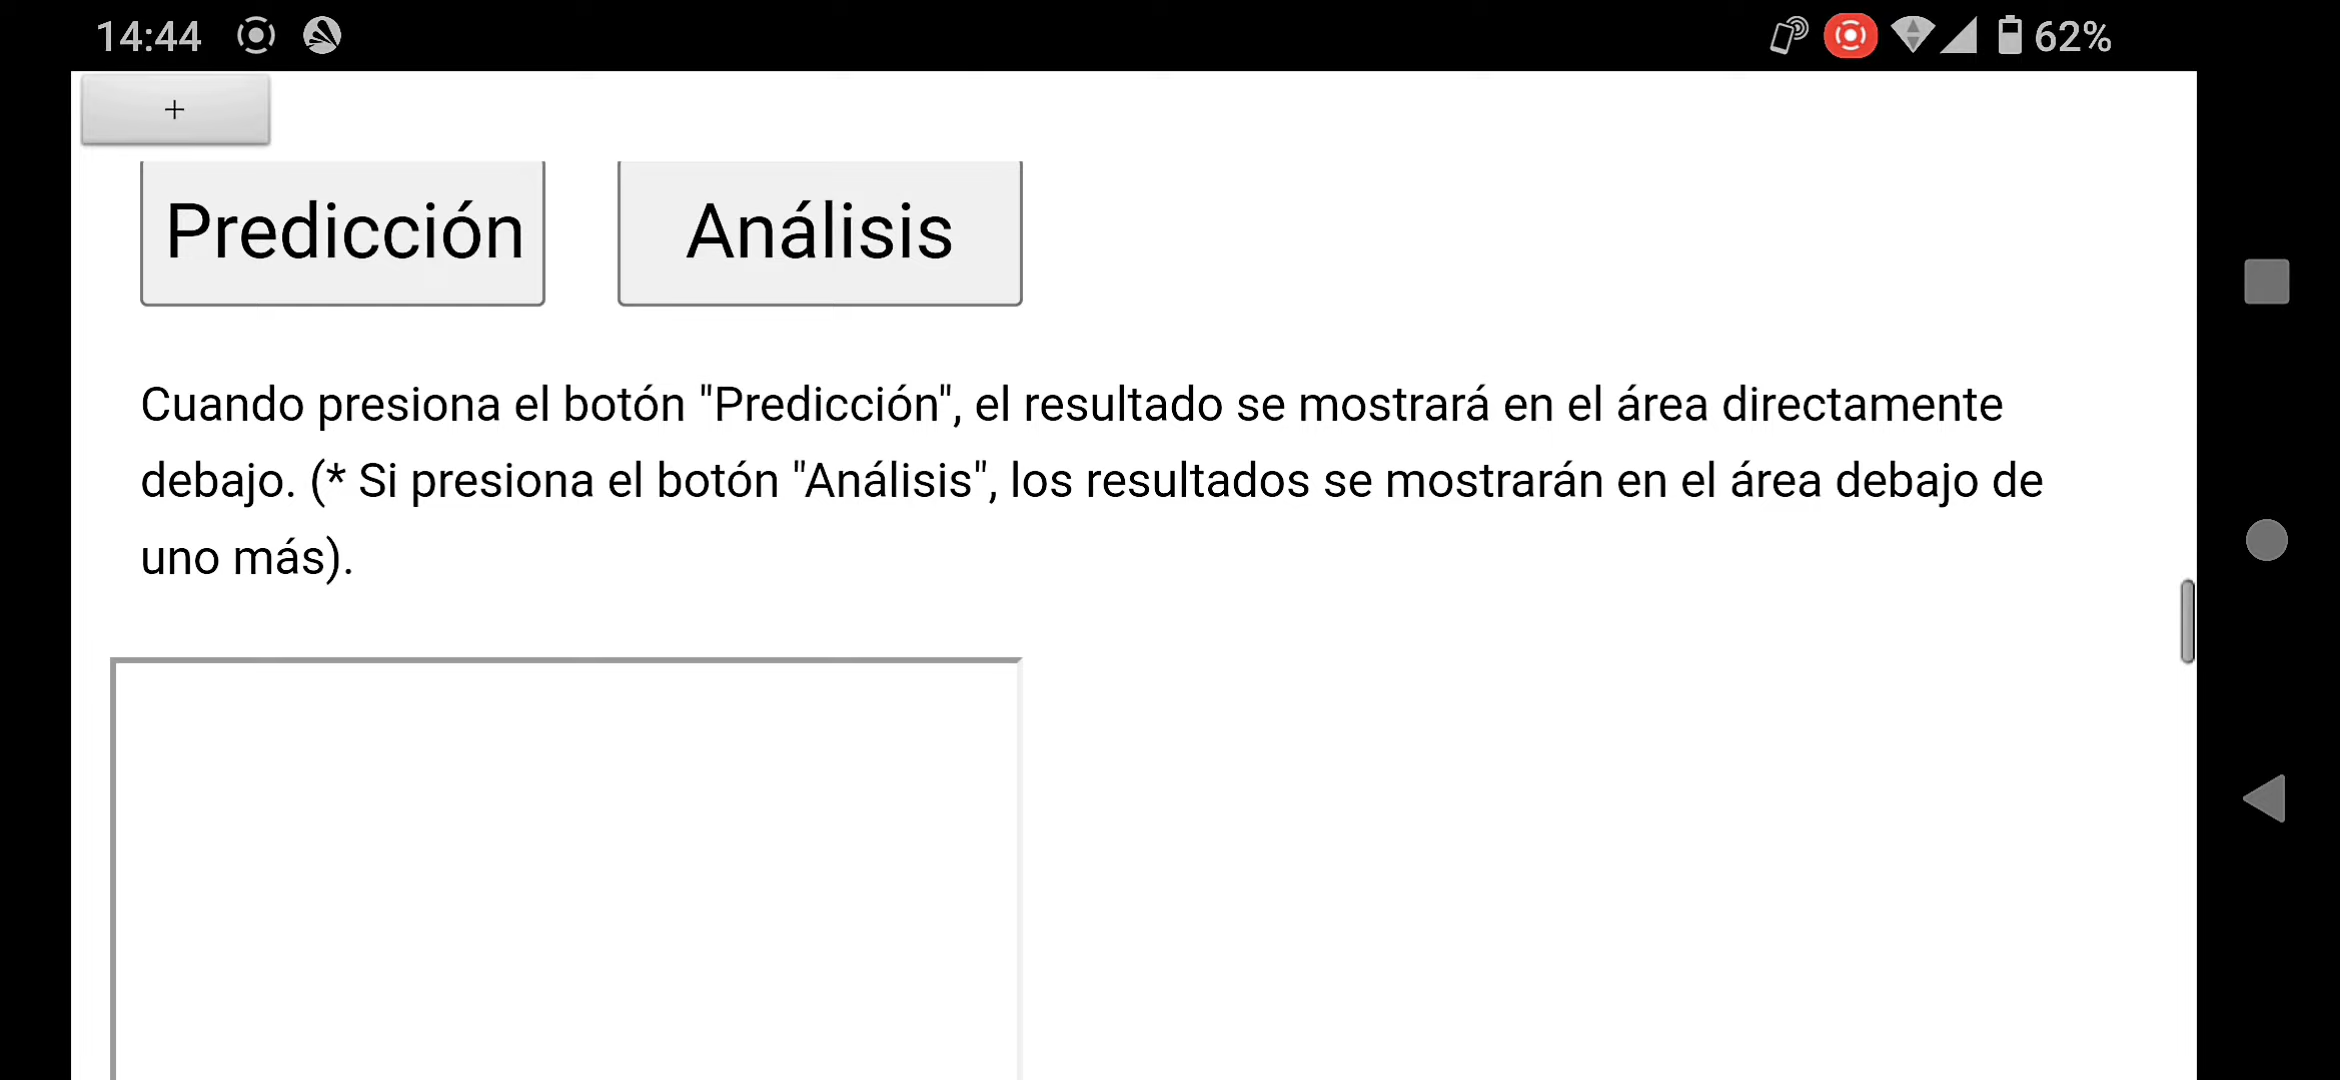 14:44
62%
+
Predicción Análisis
Cuando presiona el botón "Predicción", el resultado se mostrará en el área directamente
debajo. (* Si presiona el botón "Análisis", los resultados se mostrarán en el área debajo de
uno más).